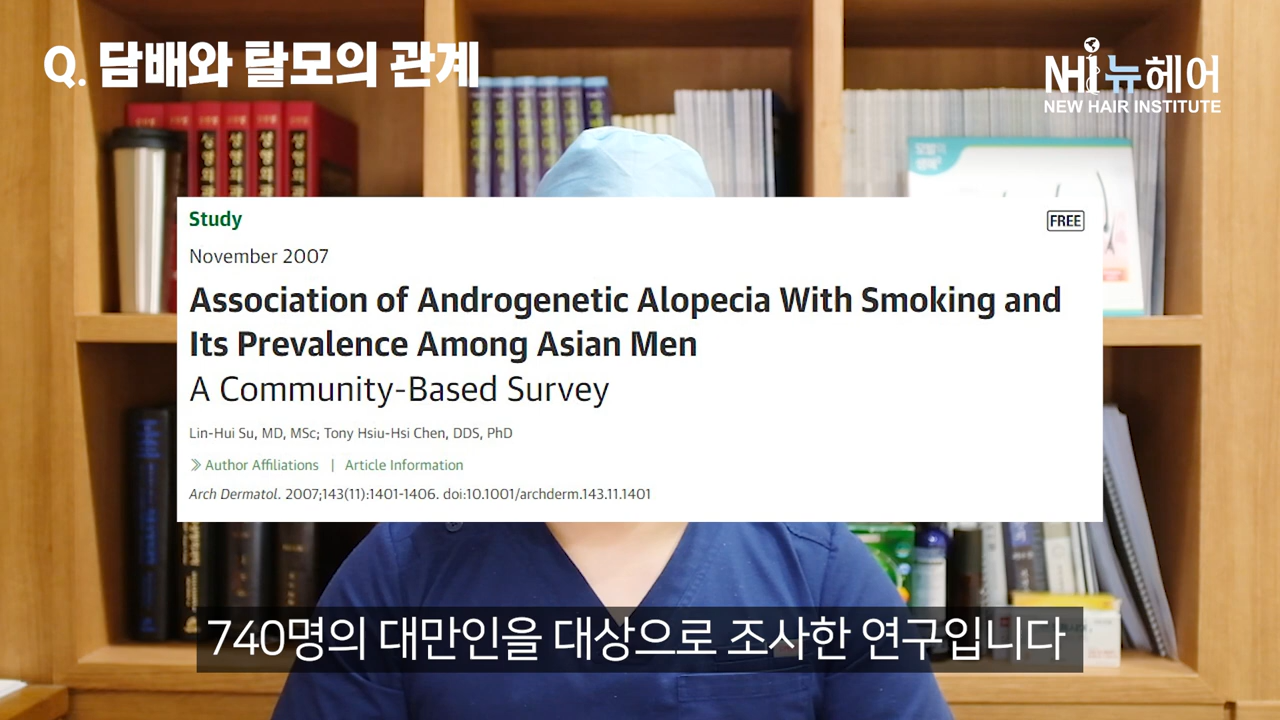 Q. 담배와 탈모의 관계
NHI 뉴헤어
NEW HAIR INSTITUTE
Study
FREE
November 2007
Association of Androgenetic Alopecia With Smoking and
Its Prevalence Among Asian Men
A Community-Based Survey
Lin-Hui Su, MD, MSc; Tony Hsiu-Hsi Chen, DDS, PhD
Author Affiliations | Article Information
Arch Dermatol. 2007;143(11):1401-1406. doi:10.1001/archderm.143.11.1401
740명의 대만인을 대상으로 조사한 연구입니다